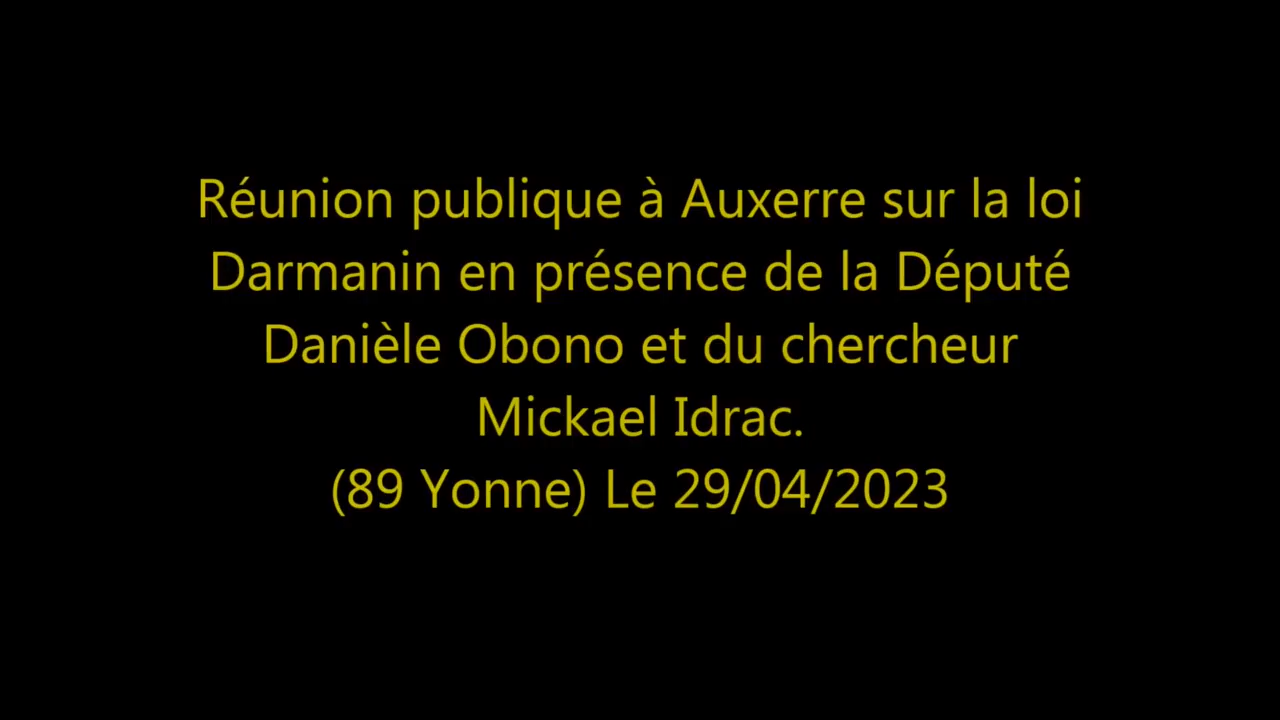 Réunion publique à Auxerre sur la loi
Darmanin en présence de la Député
Danièle Obono et du chercheur
Mickael Idrac.
(89 Yonne) Le 29/04/2023